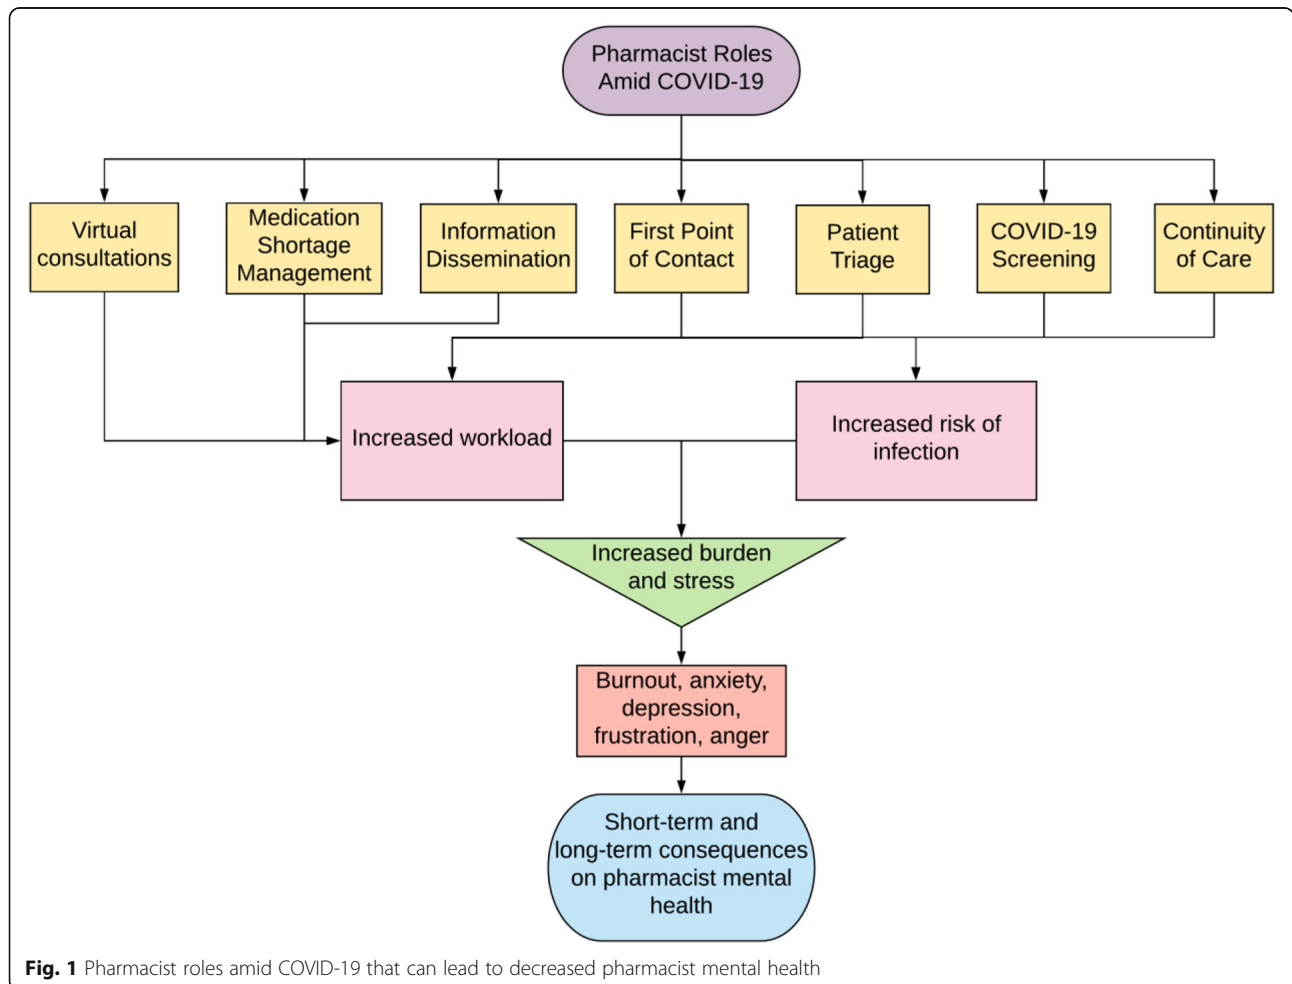 Pharmacist Roles
Amid COVID-19
Virtual
consultations
Medication
Shortage
Management
Information
Dissemination
First Point
of Contact
Patient
Triage
COVID-19
Screening
Continuity
of Care
Increased workload
Increased risk of
infection
Increased burden
and stress
Burnout, anxiety,
depression,
frustration, anger
Short-term and
long-term consequences
on pharmacist mental
health
Fig. 1 Pharmacist roles amid COVID-19 that can lead to decreased pharmacist mental health